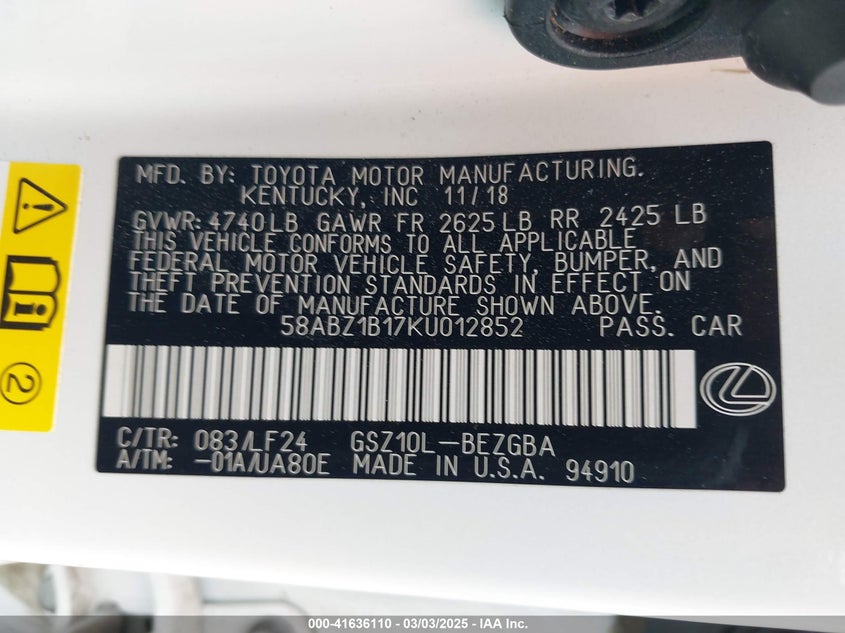 MFD. BY: TOYOTA MOTOR MANUFACTURING.
KENTUCKY, INC 11/18
GVWR: 4740LB GAWR FR 2625LB RR 2425 LB
THIS VEHICLE CONFORMS TO ALL APPLICABLE
FEDERAL MOTOR VEHICLE SAFETY, BUMPER, AND
THEFT PREVENTION STANDARDS IN EFFECT ON
THE DATE OF MANUFACTURE SHOWN ABOVE.
58ABZ1B17KU012852 PASS. CAR
C/TR: 083/LF24 GSZ10L-BEZGBA
A/TM: -01A/UA80E MADE IN U.S.A. 94910
2
000-41636110 - 03/03/2025 - © IAA, Inc.